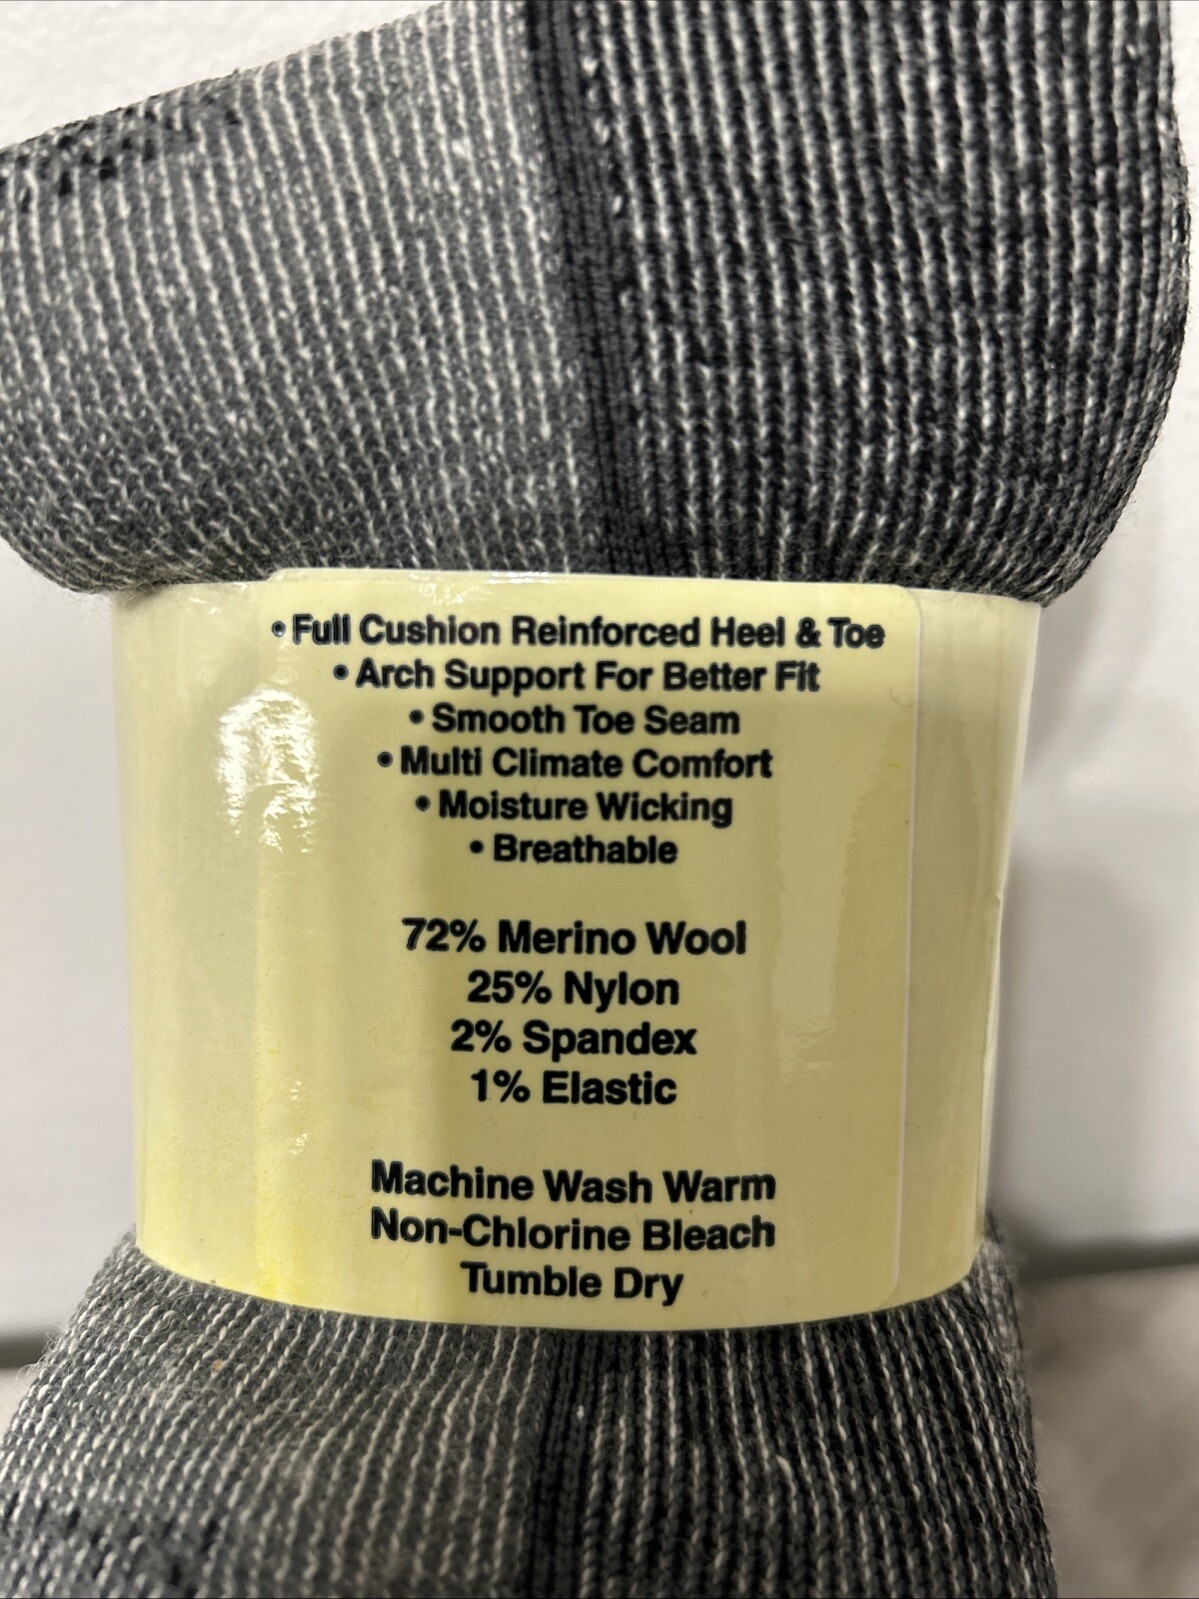 • Full Cushion Reinforced Heel & Toe
• Arch Support For Better Fit
• Smooth Toe Seam
• Multi Climate Comfort
• Moisture Wicking
• Breathable
72% Merino Wool
25% Nylon
2% Spandex
1% Elastic
Machine Wash Warm
Non-Chlorine Bleach
Tumble Dry